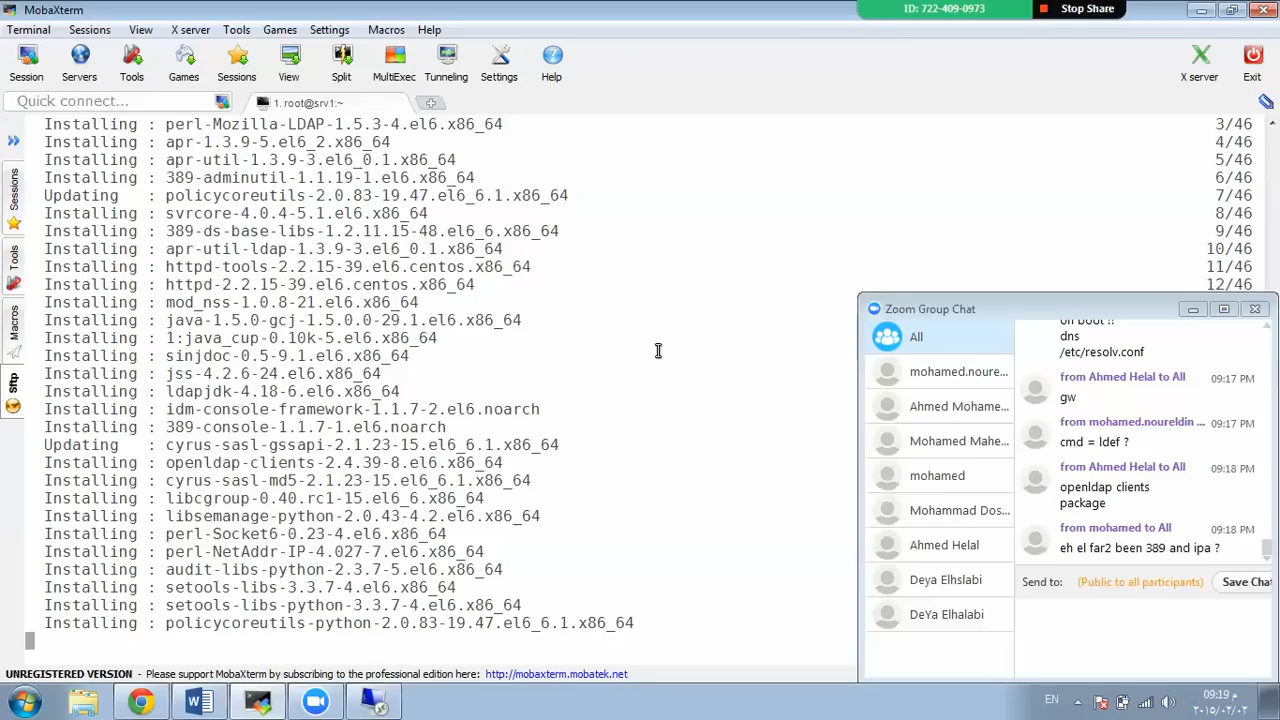 MobaXterm
ID: 722-409-0973
Stop Share
Terminal Sessions View X server Tools Games Settings Macros Help
Session Servers Tools Games Sessions View Split MultiExec Tunneling Settings Help X server Exit
Quick connect...
1. root@srv1:~
Sessions
Tools
Macros
Sftp
Installing : perl-Mozilla-LDAP-1.5.3-4.el6.x86_64 3/46
Installing : apr-1.3.9-5.el6_2.x86_64 4/46
Installing : apr-util-1.3.9-3.el6_0.1.x86_64 5/46
Installing : 389-adminutil-1.1.19-1.el6.x86_64 6/46
Updating : policycoreutils-2.0.83-19.47.el6_6.1.x86_64 7/46
Installing : svrcore-4.0.4-5.1.el6.x86_64 8/46
Installing : 389-ds-base-libs-1.2.11.15-48.el6_6.x86_64 9/46
Installing : apr-util-ldap-1.3.9-3.el6_0.1.x86_64 10/46
Installing : httpd-tools-2.2.15-39.el6.centos.x86_64 11/46
Installing : httpd-2.2.15-39.el6.centos.x86_64 12/46
Installing : mod_nss-1.0.8-21.el6.x86_64
Installing : java-1.5.0-gcj-1.5.0.0-29.1.el6.x86_64
Installing : 1:java_cup-0.10k-5.el6.x86_64
Installing : sinjdoc-0.5-9.1.el6.x86_64
Installing : jss-4.2.6-24.el6.x86_64
Installing : ldapjdk-4.18-6.el6.x86_64
Installing : idm-console-framework-1.1.7-2.el6.noarch
Installing : 389-console-1.1.7-1.el6.noarch
Updating : cyrus-sasl-gssapi-2.1.23-15.el6_6.1.x86_64
Installing : openldap-clients-2.4.39-8.el6.x86_64
Installing : cyrus-sasl-md5-2.1.23-15.el6_6.1.x86_64
Installing : libcgroup-0.40.rc1-15.el6_6.x86_64
Installing : libsemanage-python-2.0.43-4.2.el6.x86_64
Installing : perl-Socket6-0.23-4.el6.x86_64
Installing : perl-NetAddr-IP-4.027-7.el6.x86_64
Installing : audit-libs-python-2.3.7-5.el6.x86_64
Installing : setools-libs-3.3.7-4.el6.x86_64
Installing : setools-libs-python-3.3.7-4.el6.x86_64
Installing : policycoreutils-python-2.0.83-19.47.el6_6.1.x86_64
Zoom Group Chat
All
mohamed.noure...
Ahmed Mohame...
Mohamed Mahe...
mohamed
Mohammad Dos...
Ahmed Helal
Deya Elhslabi
DeYa Elhalabi
on boot !!
dns
/etc/resolv.conf
from Ahmed Helal to All 09:17 PM
gw
from mohamed.noureldin ... 09:17 PM
cmd = ldef ?
from Ahmed Helal to All 09:18 PM
openldap clients
package
from mohamed to All 09:18 PM
eh el far2 been 389 and ipa ?
Send to: (Public to all participants) Save Chat
UNREGISTERED VERSION - Please support MobaXterm by subscribing to the professional edition here: http://mobaxterm.mobatek.net
EN
09:19 م
٢٠١٥/٠٢/٠٢